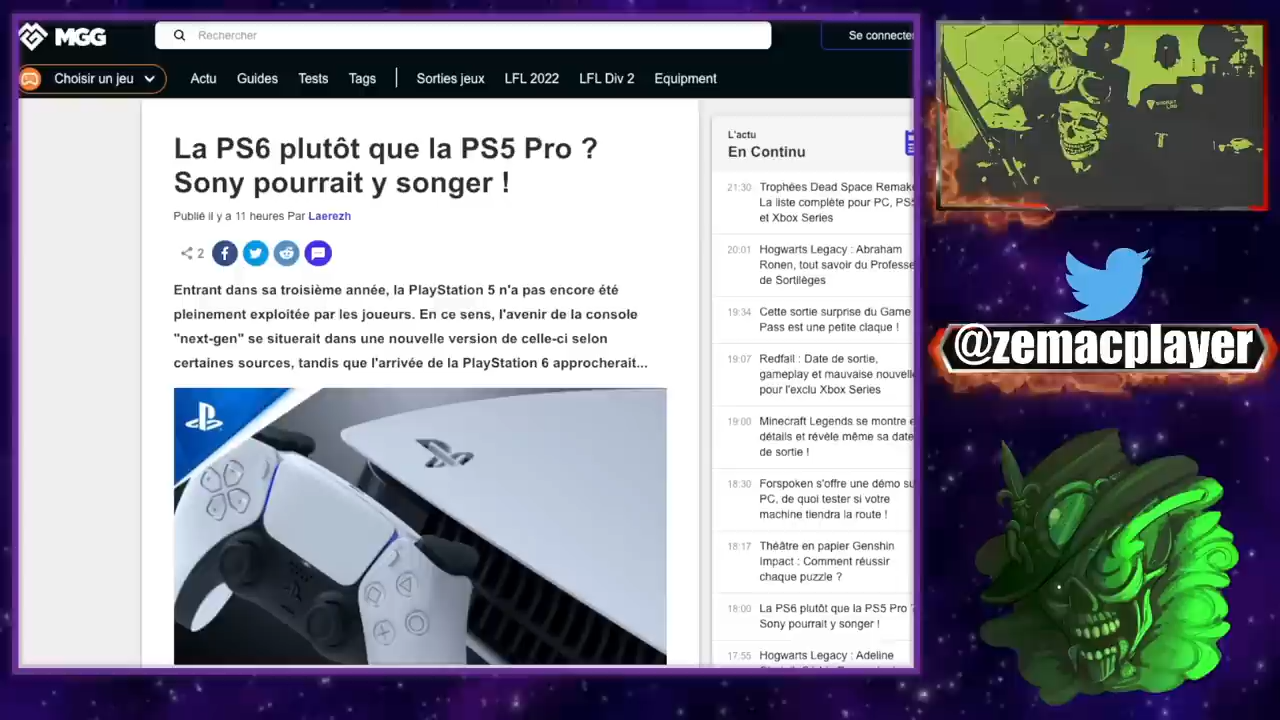 MGG
Rechercher
Se connecter
Choisir un jeu
Actu
Guides
Tests
Tags
Sorties jeux
LFL 2022
LFL Div 2
Equipment
La PS6 plutôt que la PS5 Pro ?
Sony pourrait y songer !
Publié il y a 11 heures Par Laerezh
2
Entrant dans sa troisième année, la PlayStation 5 n'a pas encore été
pleinement exploitée par les joueurs. En ce sens, l'avenir de la console
"next-gen" se situerait dans une nouvelle version de celle-ci selon
certaines sources, tandis que l'arrivée de la PlayStation 6 approcherait...
L'actu
En Continu
21:30 Trophées Dead Space Remake
La liste complète pour PC, PS5
et Xbox Series
20:01 Hogwarts Legacy : Abraham
Ronen, tout savoir du Professe
de Sortilèges
19:34 Cette sortie surprise du Game
Pass est une petite claque !
19:07 Redfall : Date de sortie,
gameplay et mauvaise nouvelle
pour l'exclu Xbox Series
19:00 Minecraft Legends se montre e
détails et révèle même sa date
de sortie !
18:30 Forspoken s'offre une démo su
PC, de quoi tester si votre
machine tiendra la route !
18:17 Théâtre en papier Genshin
Impact : Comment réussir
chaque puzzle ?
18:00 La PS6 plutôt que la PS5 Pro ?
Sony pourrait y songer !
17:55 Hogwarts Legacy : Adeline
@zemacplayer